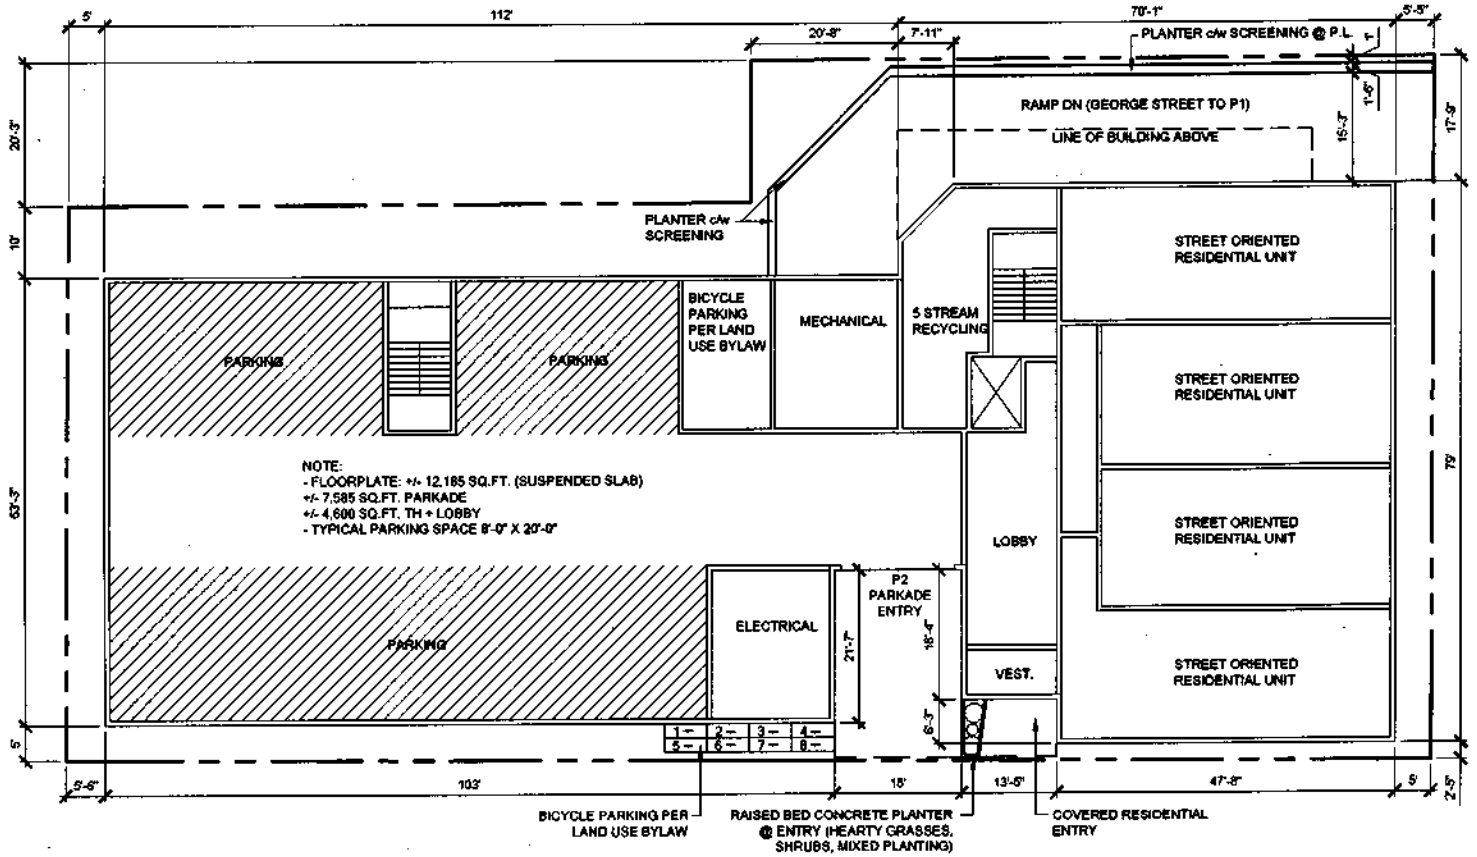 5'
112'
70'-1"
5'-5"
20'-8"
7'-11"
PLANTER c/w SCREENING @ P.L.
1'
1'-6"
RAMP DN (GEORGE STREET TO P1)
15'-3"
17'-9"
20'-3"
LINE OF BUILDING ABOVE
PLANTER c/w
SCREENING
10'
STREET ORIENTED
RESIDENTIAL UNIT
BICYCLE
PARKING
PER LAND
USE BYLAW
MECHANICAL
5 STREAM
RECYCLING
PARKING
PARKING
STREET ORIENTED
RESIDENTIAL UNIT
NOTE:
- FLOORPLATE: +/- 12,185 SQ.FT. (SUSPENDED SLAB)
+/- 7,585 SQ.FT. PARKADE
+/- 4,600 SQ.FT. TH + LOBBY
- TYPICAL PARKING SPACE 8'-0" X 20'-0"
79'
63'-3"
STREET ORIENTED
RESIDENTIAL UNIT
LOBBY
P2
PARKADE
ENTRY
ELECTRICAL
21'-7"
18'-4"
PARKING
VEST.
STREET ORIENTED
RESIDENTIAL UNIT
6'-3"
1 2 3 4
5 6 7 8
5'
5'-6"
103'
15'
13'-5"
47'-8"
5'
2'-5"
BICYCLE PARKING PER
LAND USE BYLAW
RAISED BED CONCRETE PLANTER
@ ENTRY (HEARTY GRASSES,
SHRUBS, MIXED PLANTING)
COVERED RESIDENTIAL
ENTRY